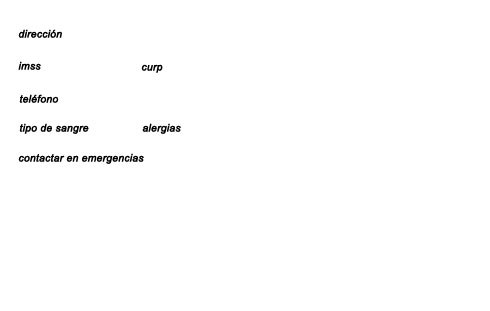 dirección
imss curp
teléfono
tipo de sangre alergias
contactar en emergencias